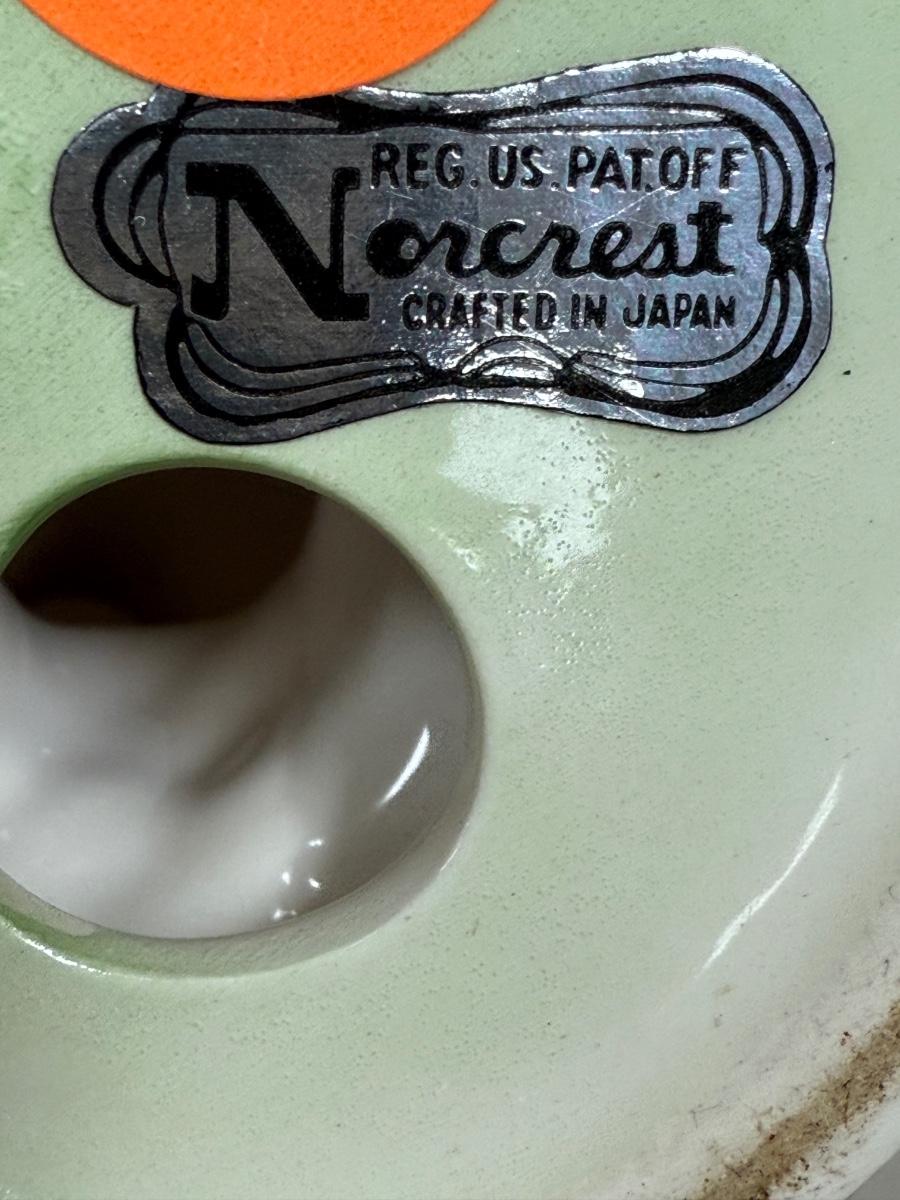 REG. US. PAT. OFF
Norcrest
CRAFTED IN JAPAN